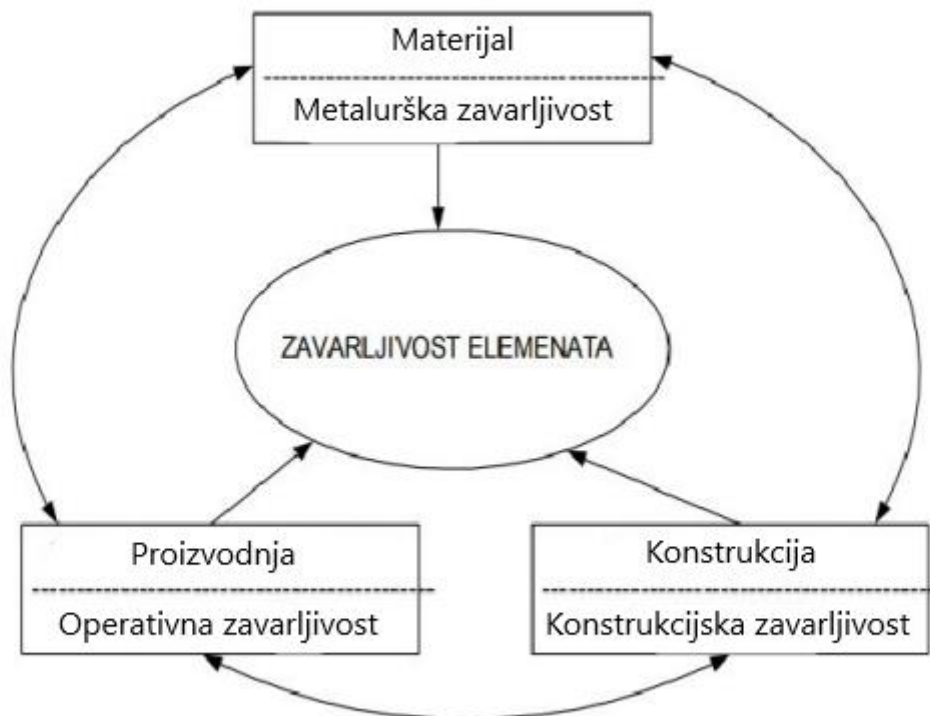 Materijal
Metalurška zavarljivost
ZAVARLJIVOST ELEMENATA
Proizvodnja
Operativna zavarljivost
Konstrukcija
Konstrukcijska zavarljivost